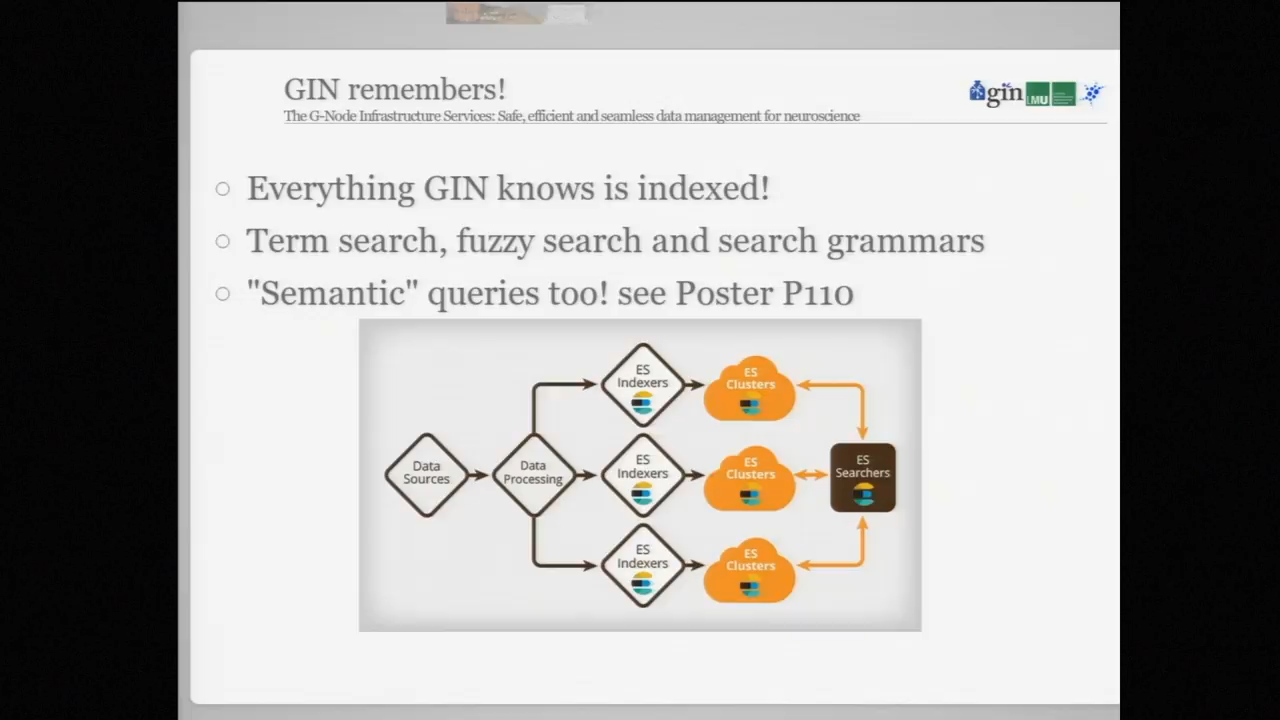 GIN remembers!
The G-Node Infrastructure Services: Safe, efficient and seamless data management for neuroscience
gin
LMU
Everything GIN knows is indexed!
Term search, fuzzy search and search grammars
"Semantic" queries too! see Poster P110
ES
Indexers
ES
Clusters
Data
Sources
Data
Processing
ES
Indexers
ES
Clusters
ES
Searchers
ES
Indexers
ES
Clusters